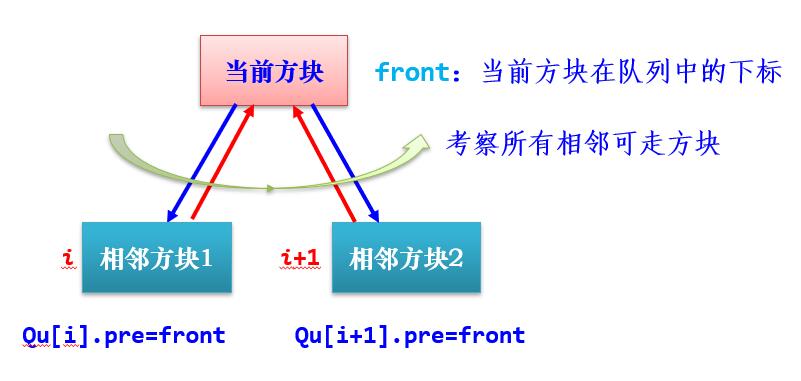 当前方块
front：当前方块在队列中的下标
考察所有相邻可走方块
i
相邻方块1
i+1
相邻方块2
Qu[i].pre=front
Qu[i+1].pre=front